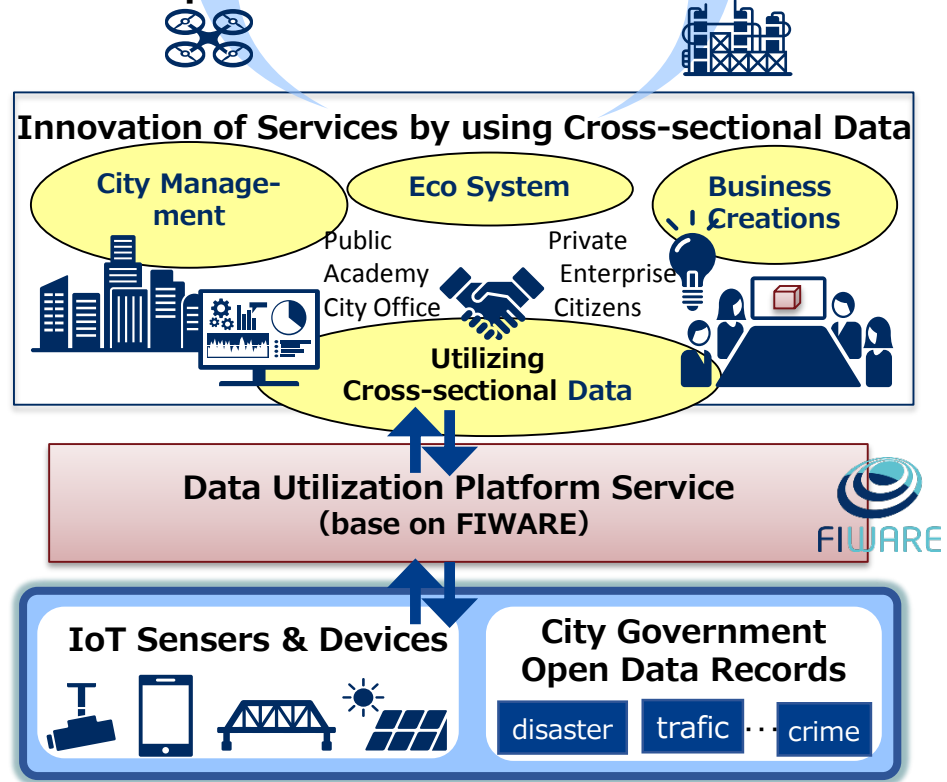 Innovation of Services by using Cross-sectional Data
City Manage-
ment
Eco System
Business
Creations
Public
Academy
City Office
Private
Enterprise
Citizens
Utilizing
Cross-sectional Data
Data Utilization Platform Service
（base on FIWARE）
FIWARE
IoT Sensers & Devices
City Government
Open Data Records
disaster
trafic
...
crime